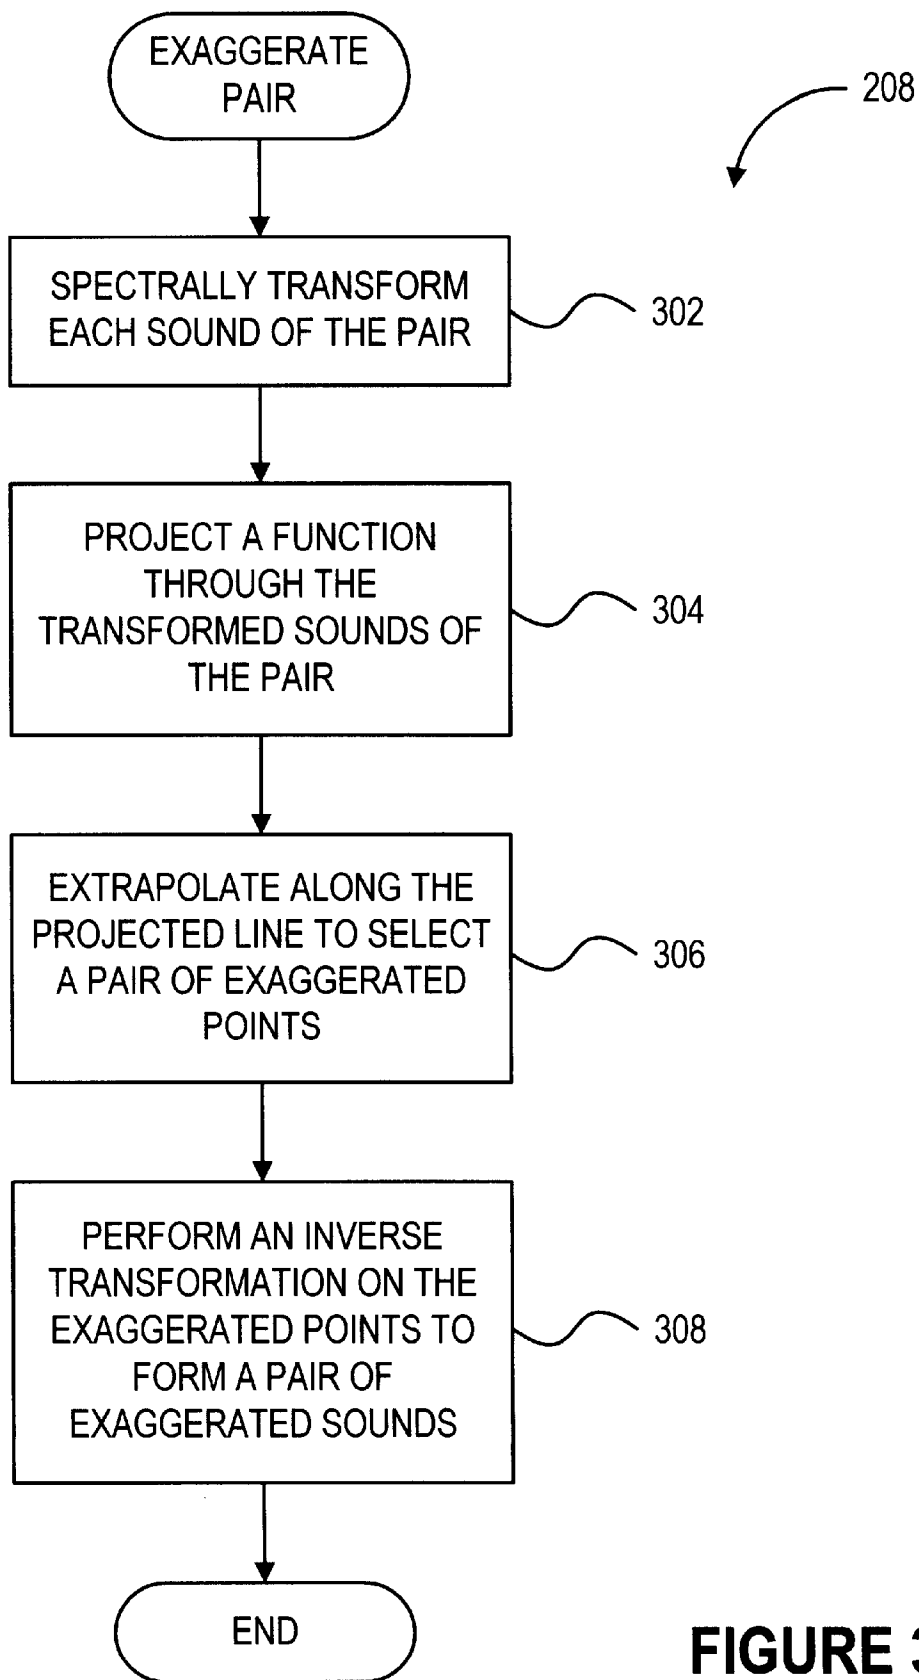 EXAGGERATE
PAIR
208
SPECTRALLY TRANSFORM
EACH SOUND OF THE PAIR
302
PROJECT A FUNCTION
THROUGH THE
TRANSFORMED SOUNDS OF
THE PAIR
304
EXTRAPOLATE ALONG THE
PROJECTED LINE TO SELECT
A PAIR OF EXAGGERATED
POINTS
306
PERFORM AN INVERSE
TRANSFORMATION ON THE
EXAGGERATED POINTS TO
FORM A PAIR OF
EXAGGERATED SOUNDS
308
END
FIGURE 3